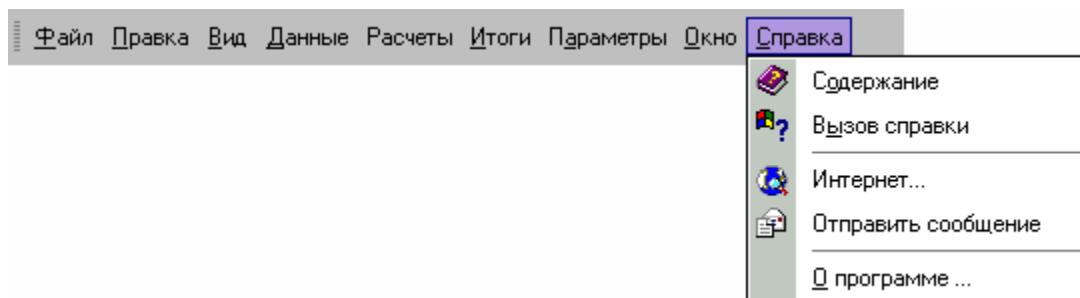 Файл Правка Вид Данные Расчеты Итоги Параметры Окно Справка
Содержание
Вызов справки
Интернет...
Отправить сообщение
О программе ...